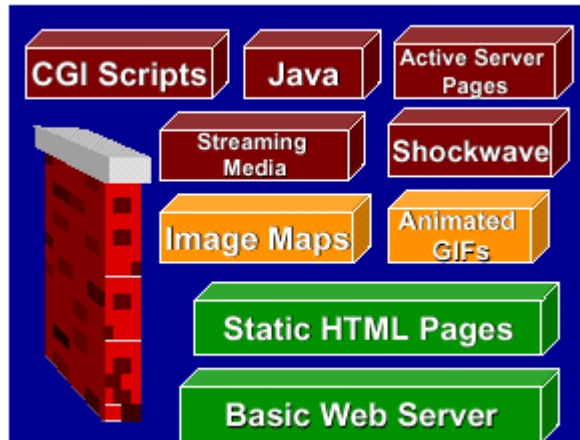 CGI Scripts
Java
Active Server
Pages
Streaming
Media
Shockwave
Image Maps
Animated
GIFs
Static HTML Pages
Basic Web Server